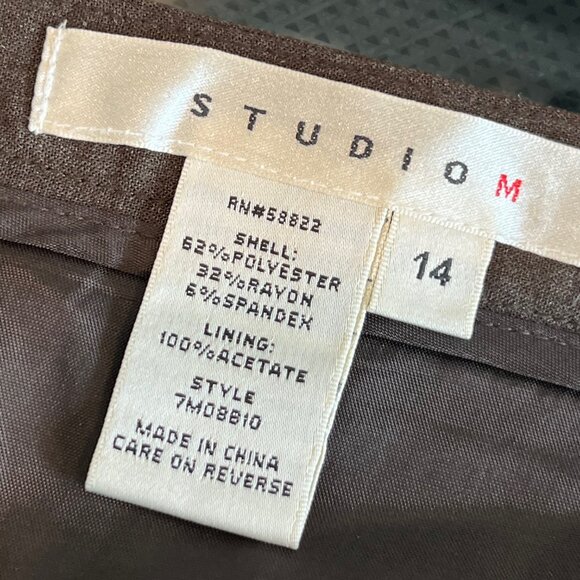 STUDIO M
14
RN#58822
SHELL:
62%POLYESTER
32%RAYON
6%SPANDEX
LINING:
100%ACETATE
STYLE
7M08810
MADE IN CHINA
CARE ON REVERSE